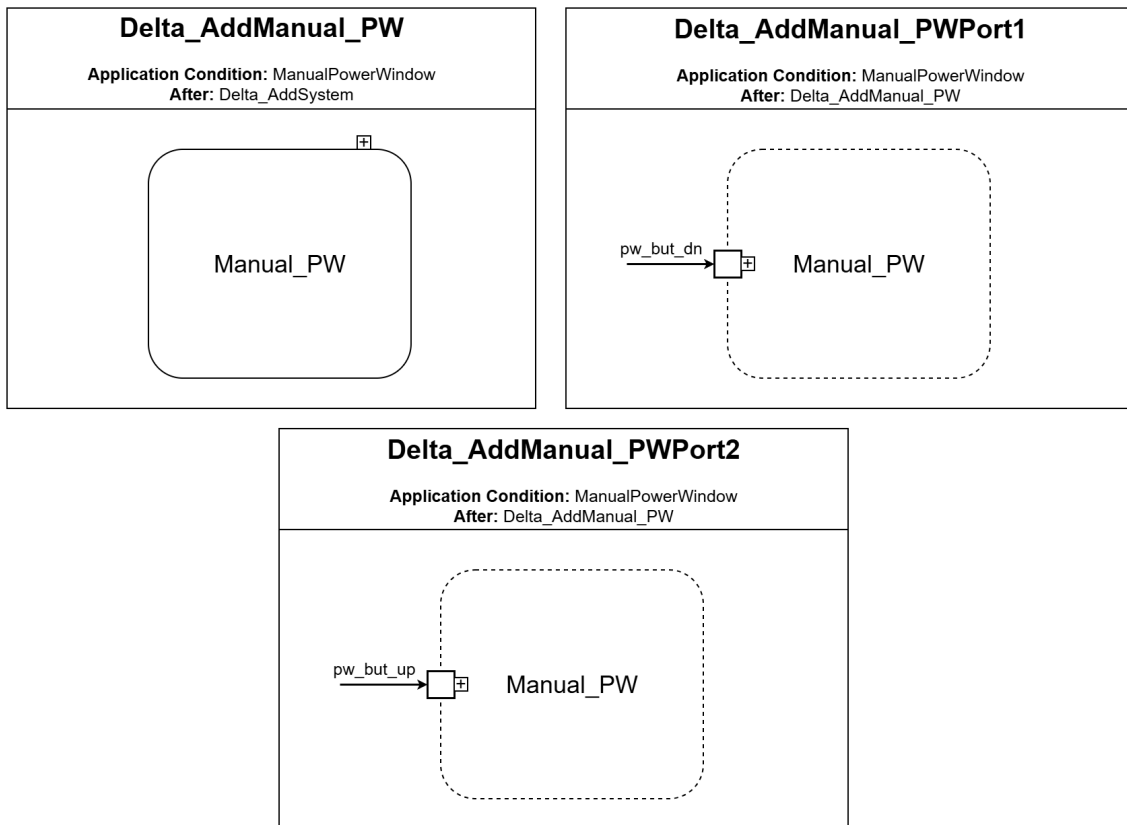 Delta_AddManual_PW
Application Condition: ManualPowerWindow
After: Delta_AddSystem
+
Manual_PW
Delta_AddManual_PWPort1
Application Condition: ManualPowerWindow
After: Delta_AddManual_PW
pw_but_dn
+
Manual_PW
Delta_AddManual_PWPort2
Application Condition: ManualPowerWindow
After: Delta_AddManual_PW
pw_but_up
+
Manual_PW